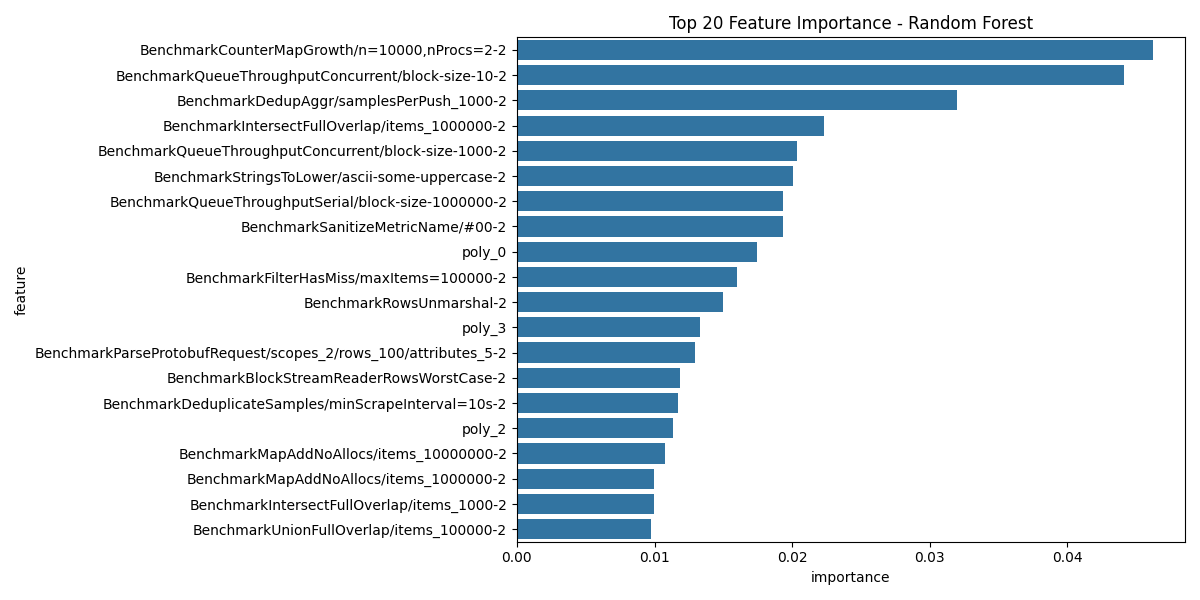 Top 20 Feature Importance - Random Forest
feature
BenchmarkCounterMapGrowth/n=10000,nProcs=2-2
BenchmarkQueueThroughputConcurrent/block-size-10-2
BenchmarkDedupAggr/samplesPerPush_1000-2
BenchmarkIntersectFullOverlap/items_1000000-2
BenchmarkQueueThroughputConcurrent/block-size-1000-2
BenchmarkStringsToLower/ascii-some-uppercase-2
BenchmarkQueueThroughputSerial/block-size-1000000-2
BenchmarkSanitizeMetricName/#00-2
poly_0
BenchmarkFilterHasMiss/maxItems=100000-2
BenchmarkRowsUnmarshal-2
poly_3
BenchmarkParseProtobufRequest/scopes_2/rows_100/attributes_5-2
BenchmarkBlockStreamReaderRowsWorstCase-2
BenchmarkDeduplicateSamples/minScrapeInterval=10s-2
poly_2
BenchmarkMapAddNoAllocs/items_10000000-2
BenchmarkMapAddNoAllocs/items_1000000-2
BenchmarkIntersectFullOverlap/items_1000-2
BenchmarkUnionFullOverlap/items_100000-2
0.00 0.01 0.02 0.03 0.04
importance